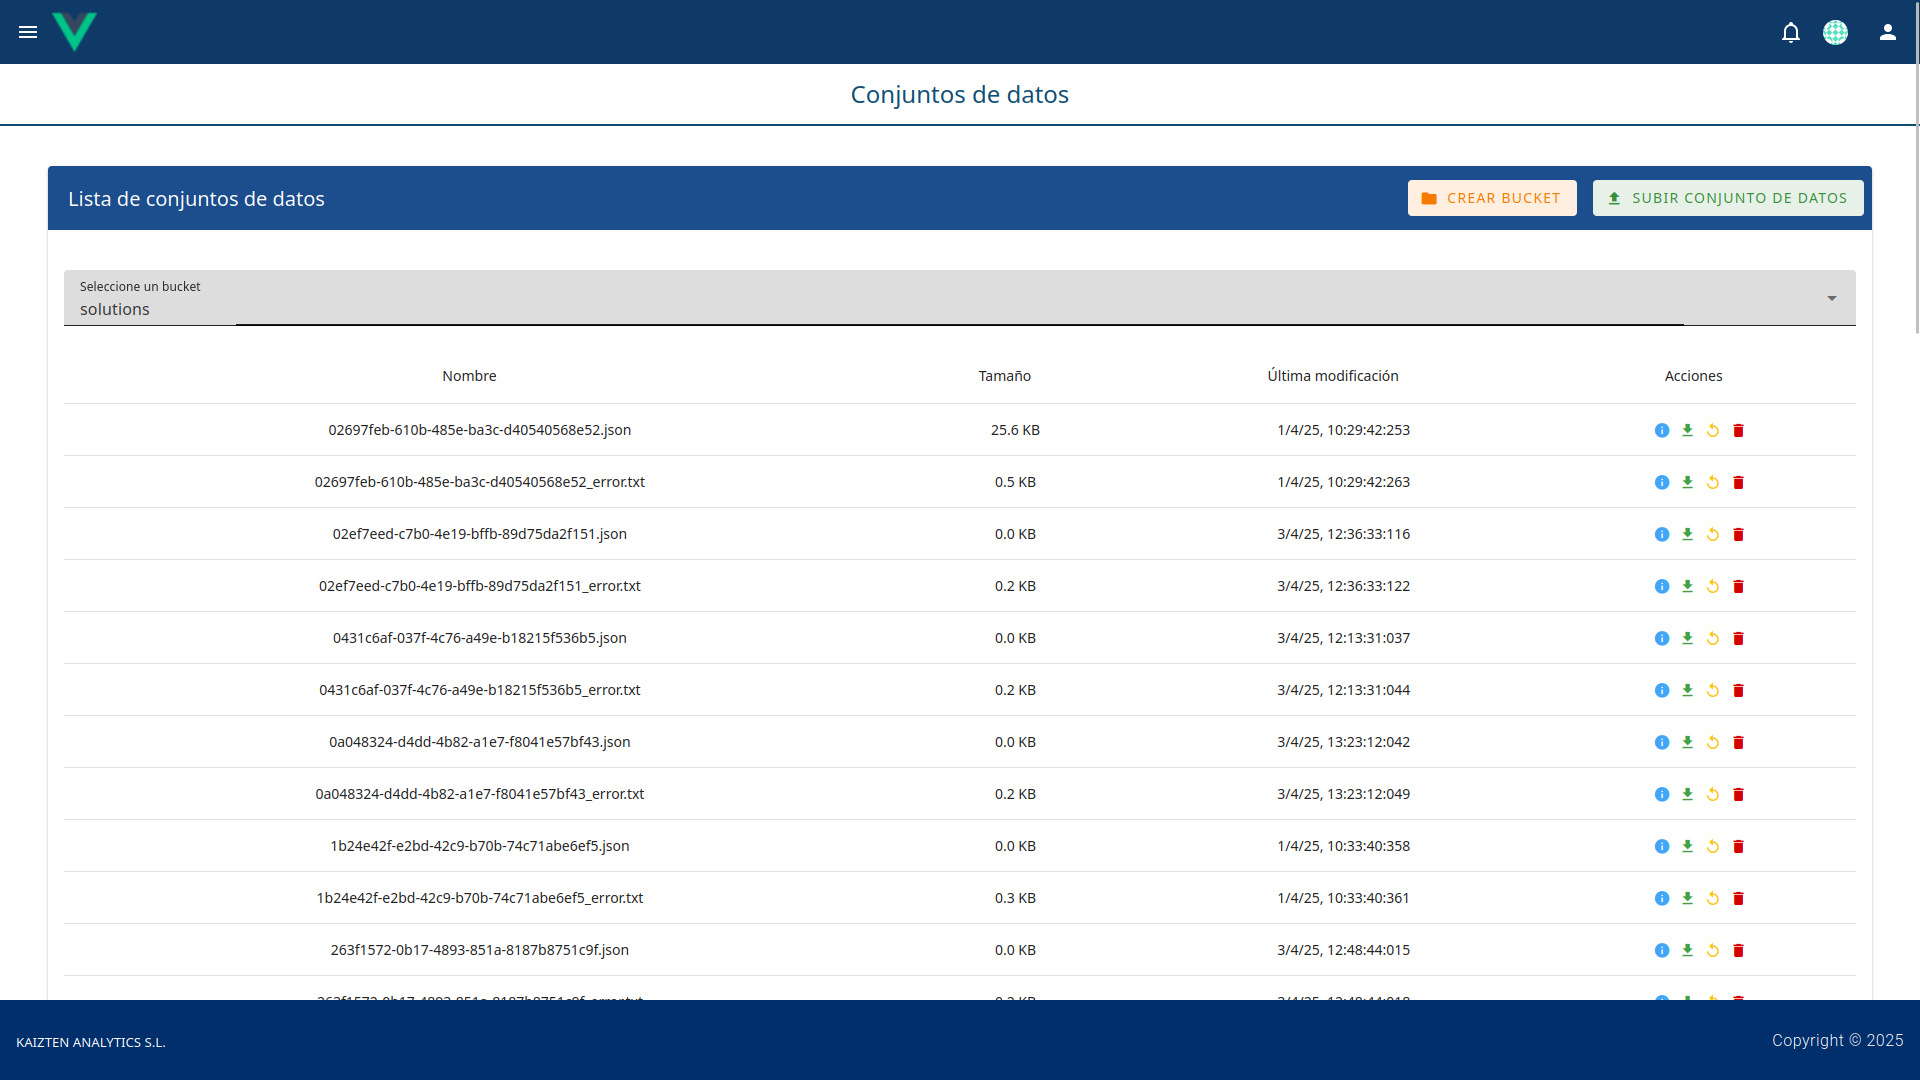 Conjuntos de datos
Lista de conjuntos de datos
CREAR BUCKET
SUBIR CONJUNTO DE DATOS
Seleccione un bucket
solutions
Nombre Tamaño Última modificación Acciones
02697feb-610b-485e-ba3c-d40540568e52.json 25.6 KB 1/4/25, 10:29:42:253
02697feb-610b-485e-ba3c-d40540568e52_error.txt 0.5 KB 1/4/25, 10:29:42:263
02ef7eed-c7b0-4e19-bffb-89d75da2f151.json 0.0 KB 3/4/25, 12:36:33:116
02ef7eed-c7b0-4e19-bffb-89d75da2f151_error.txt 0.2 KB 3/4/25, 12:36:33:122
0431c6af-037f-4c76-a49e-b18215f536b5.json 0.0 KB 3/4/25, 12:13:31:037
0431c6af-037f-4c76-a49e-b18215f536b5_error.txt 0.2 KB 3/4/25, 12:13:31:044
0a048324-d4dd-4b82-a1e7-f8041e57bf43.json 0.0 KB 3/4/25, 13:23:12:042
0a048324-d4dd-4b82-a1e7-f8041e57bf43_error.txt 0.2 KB 3/4/25, 13:23:12:049
1b24e42f-e2bd-42c9-b70b-74c71abe6ef5.json 0.0 KB 1/4/25, 10:33:40:358
1b24e42f-e2bd-42c9-b70b-74c71abe6ef5_error.txt 0.3 KB 1/4/25, 10:33:40:361
263f1572-0b17-4893-851a-8187b8751c9f.json 0.0 KB 3/4/25, 12:48:44:015
KAIZTEN ANALYTICS S.L.
Copyright © 2025